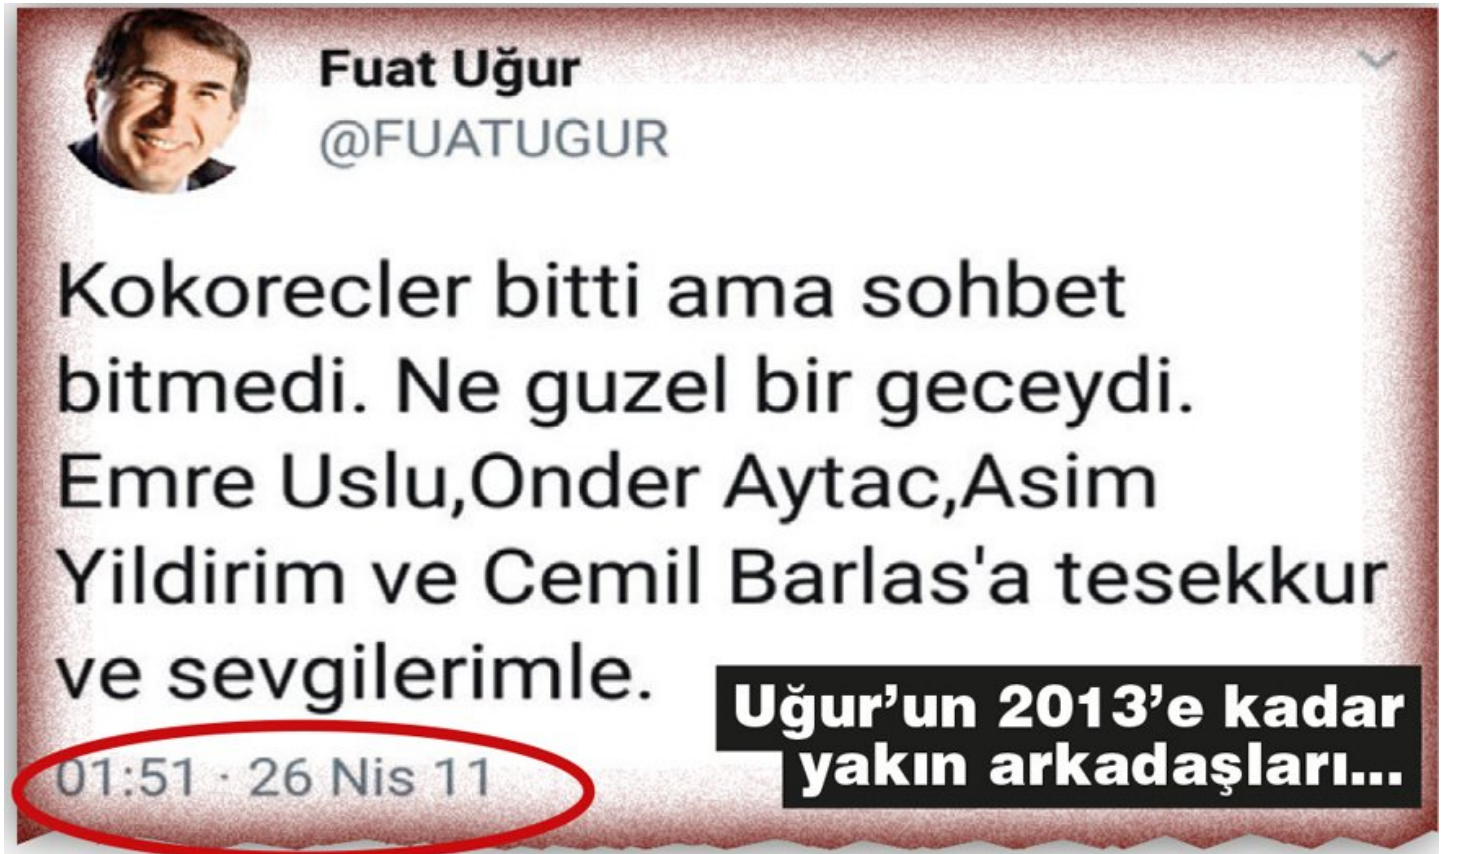 Fuat Uğur
@FUATUGUR
Kokorecler bitti ama sohbet
bitmedi. Ne guzel bir geceydi.
Emre Uslu,Onder Aytac,Asim
Yildirim ve Cemil Barlas'a tesekkur
ve sevgilerimle.
01:51 · 26 Nis 11
Uğur’un 2013’e kadar
yakın arkadaşları...